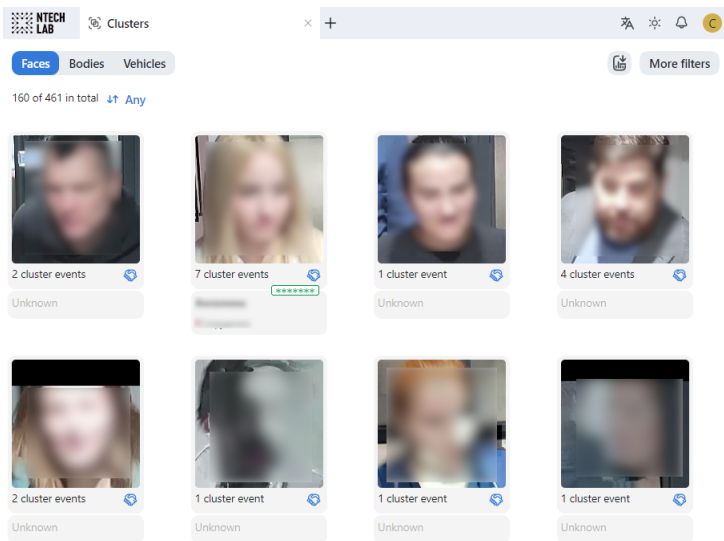 NTECH
LAB
Clusters
C
Faces
Bodies
Vehicles
More filters
160 of 461 in total
Any
2 cluster events
7 cluster events
1 cluster event
4 cluster events
*******
Unknown
Unknown
Unknown
2 cluster events
1 cluster event
1 cluster event
1 cluster event
Unknown
Unknown
Unknown
Unknown